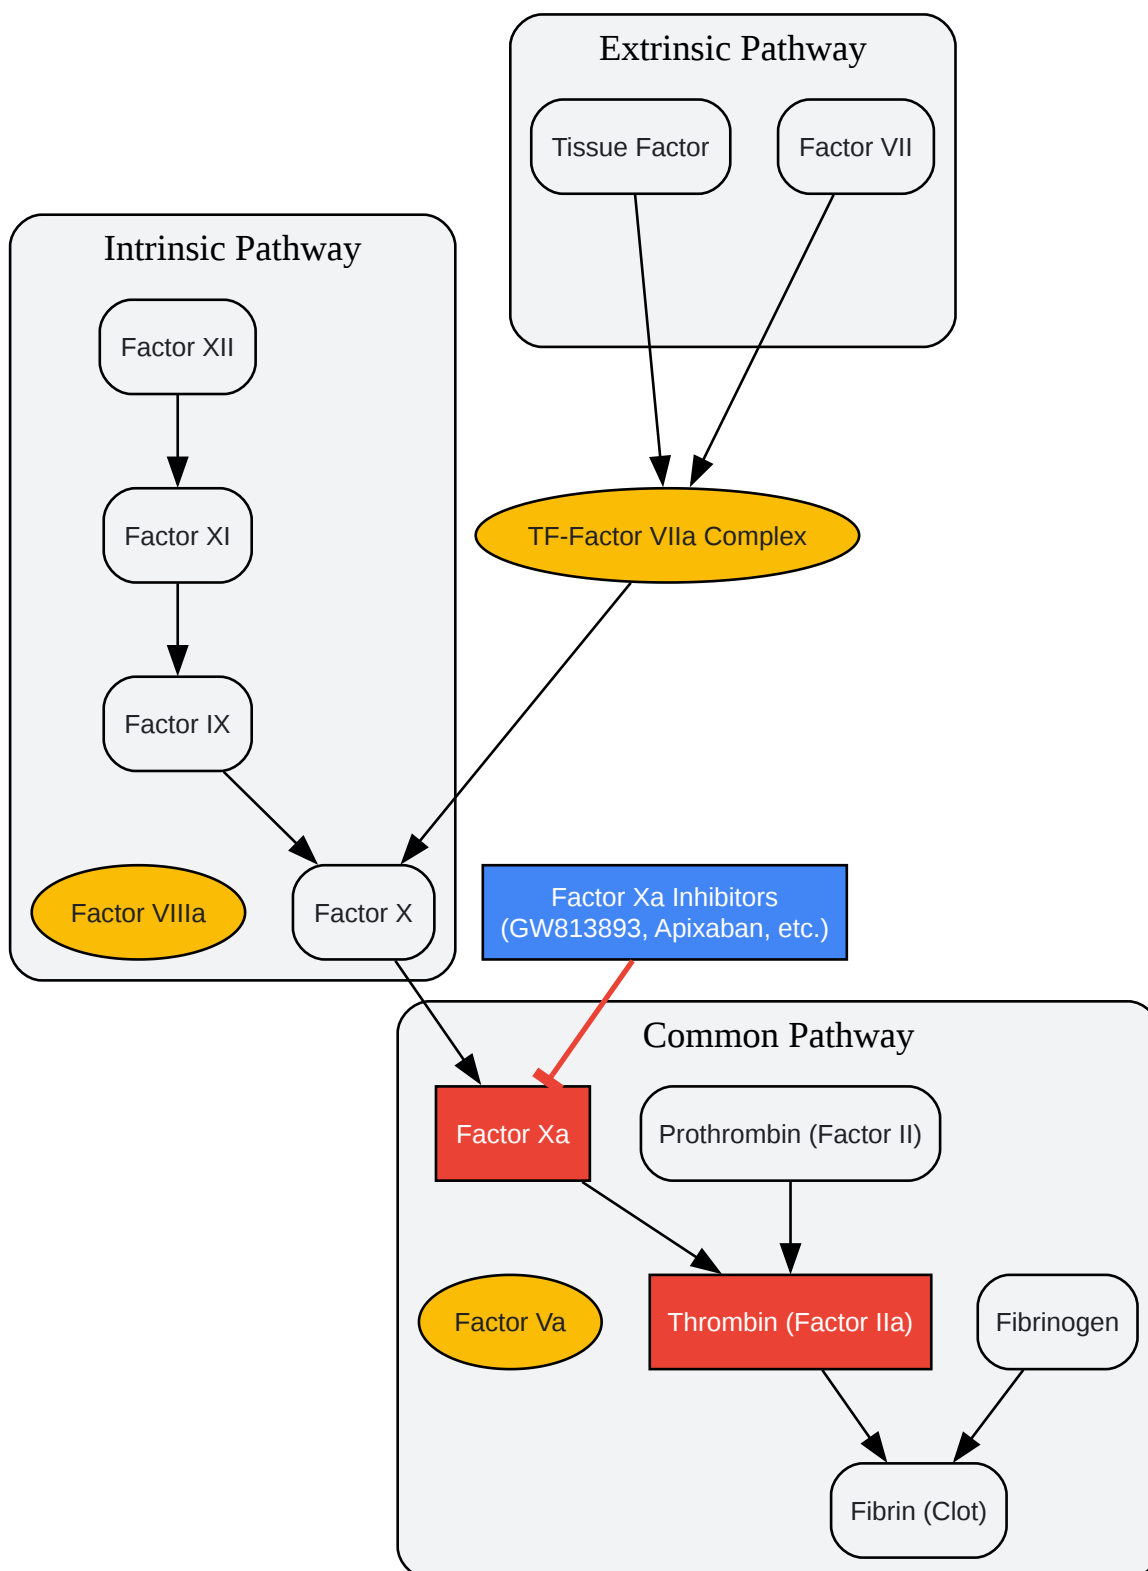 Extrinsic Pathway
Tissue Factor
Factor VII
Intrinsic Pathway
Factor XII
Factor XI
TF-Factor VIIa Complex
Factor IX
Factor VIIIa
Factor X
Factor Xa Inhibitors
(GW813893, Apixaban, etc.)
Common Pathway
Factor Xa
Prothrombin (Factor II)
Factor Va
Thrombin (Factor IIa)
Fibrinogen
Fibrin (Clot)